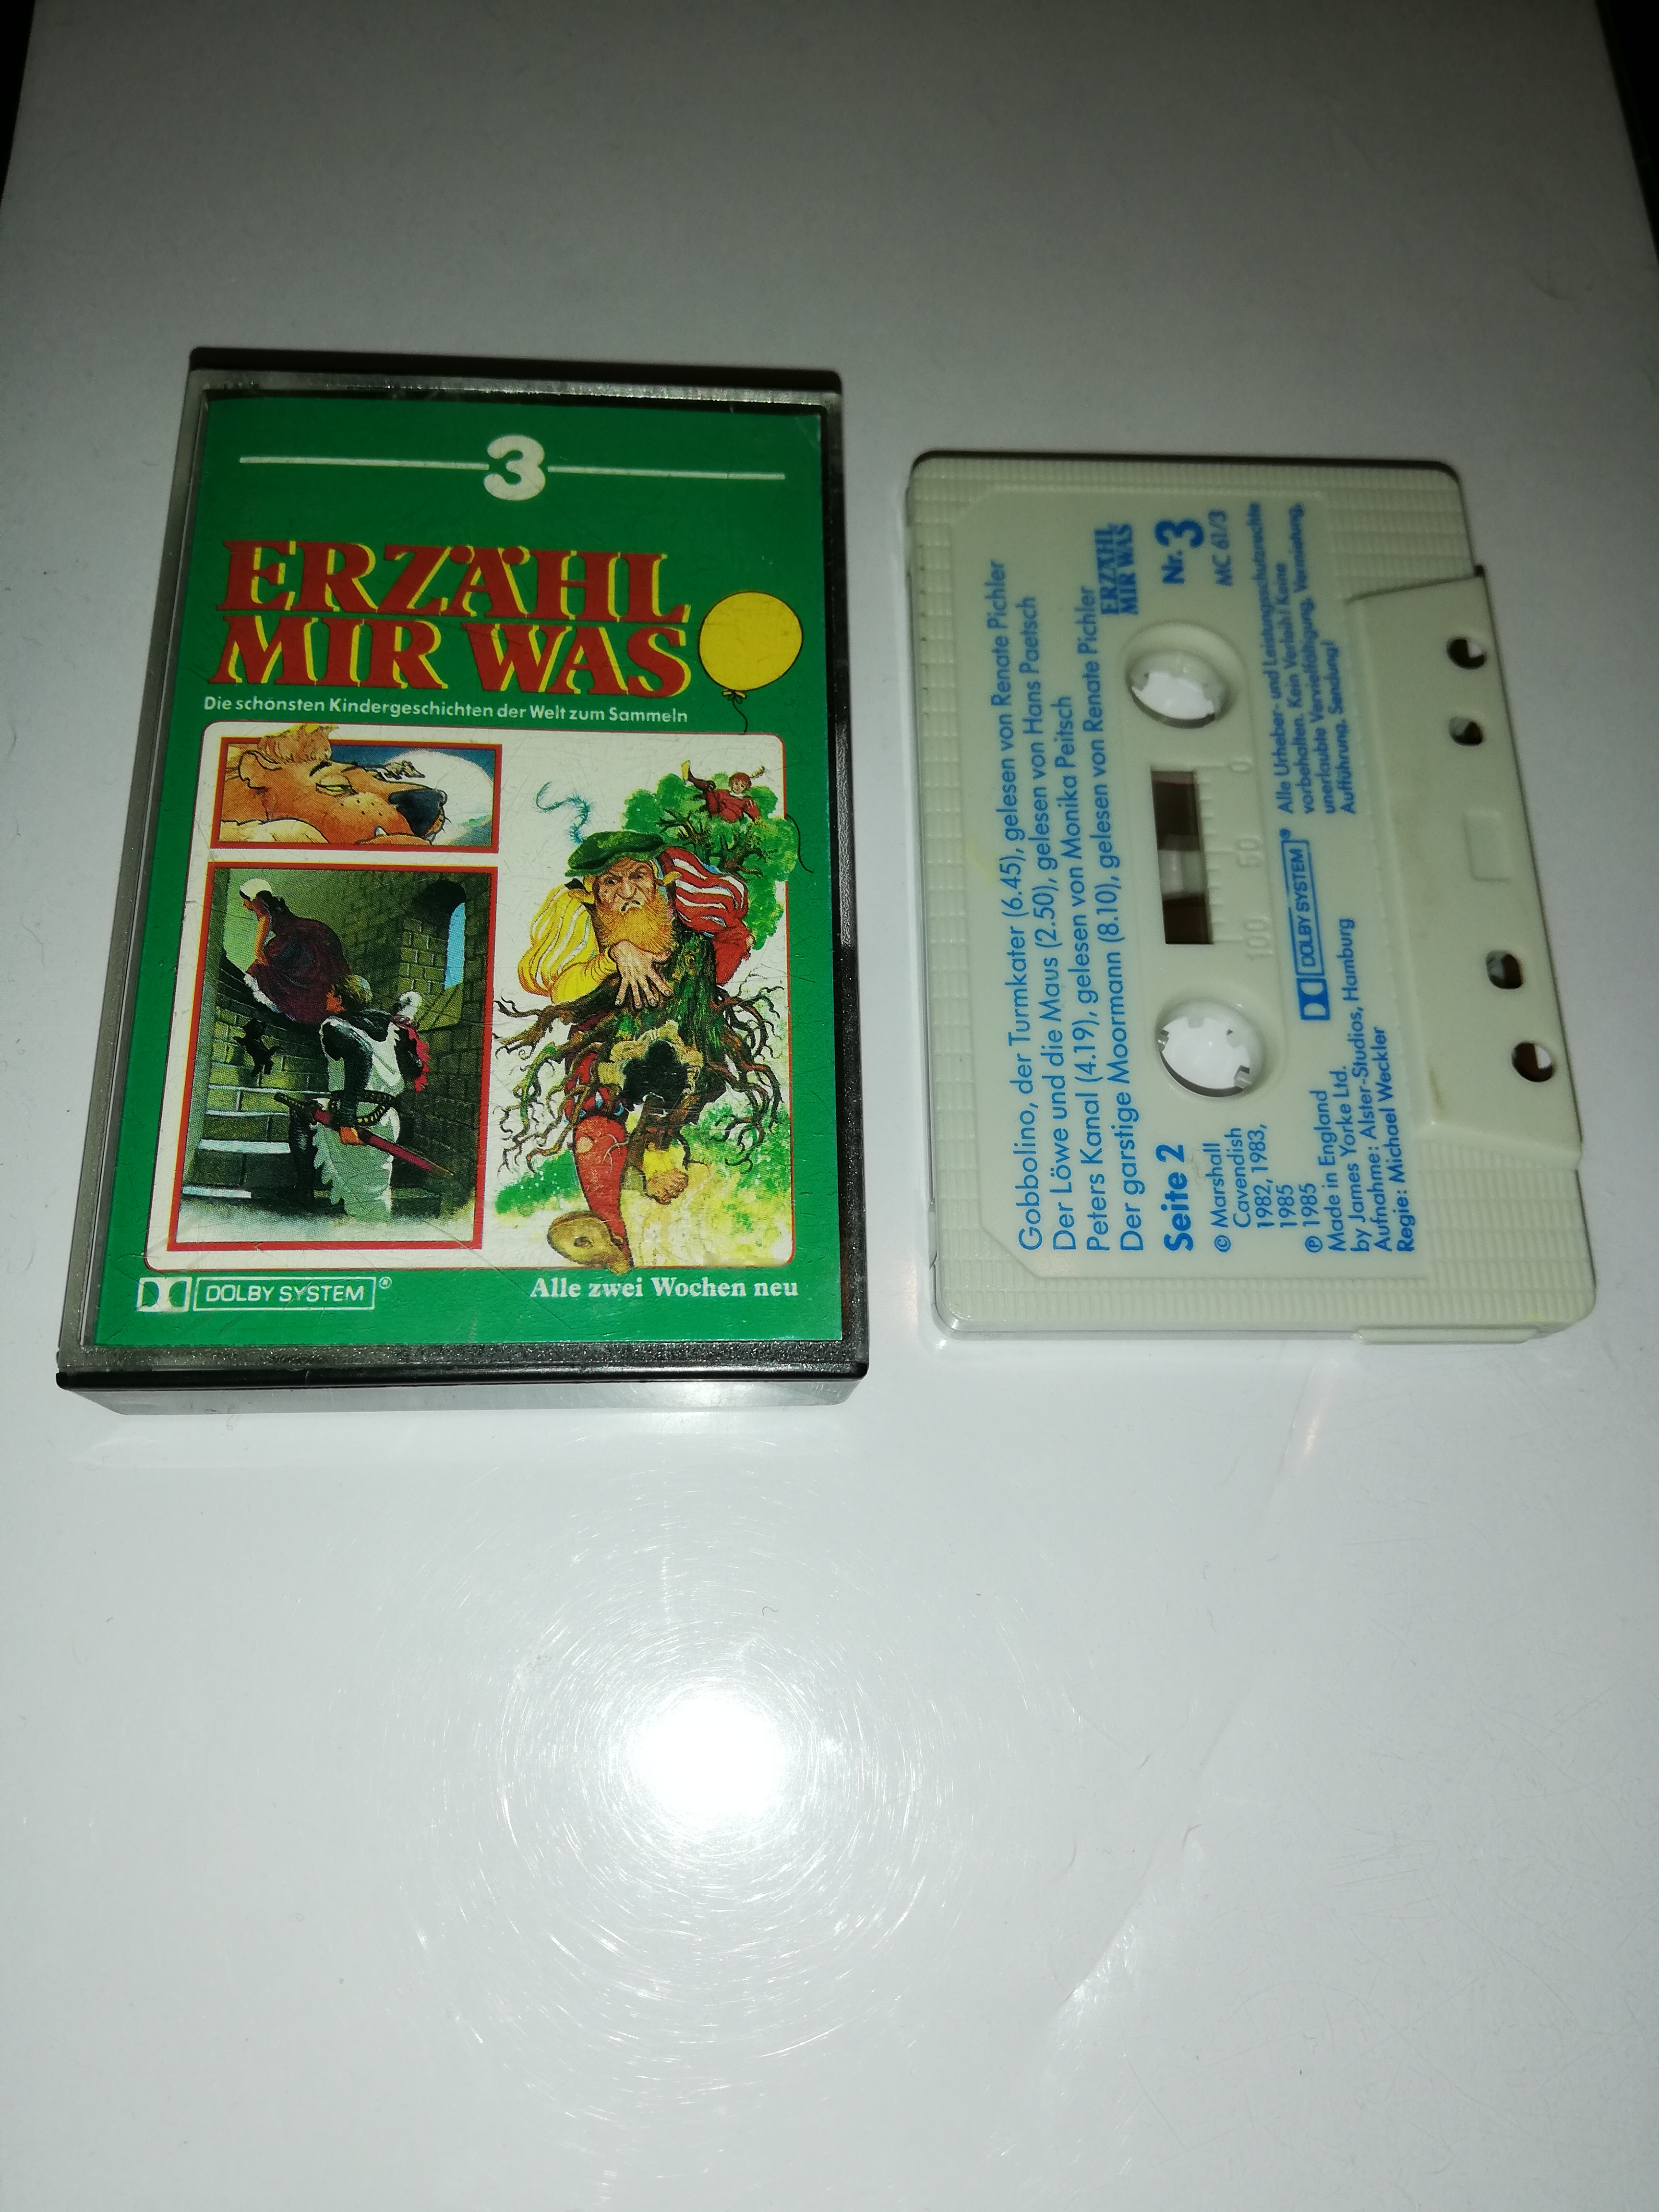 3
ERZÄHL
MIR WAS
Die schönsten Kindergeschichten der Welt zum Sammeln
DOLBY SYSTEM®
Alle zwei Wochen neu
Gobbolino, der Turmkater (6.45), gelesen von Renate Pichler
Der Löwe und die Maus (2.50), gelesen von Hans Paetsch
Peters Kanal (4.19), gelesen von Monika Peitsch
Der garstige Moormann (8.10), gelesen von Renate Pichler
ERZÄHL
MIR WAS
Seite 2
Nr. 3
MC 61/3
© Marshall
Cavendish
1982, 1983,
1985
℗ 1985
Made in England
by James Yorke Ltd.
Aufnahme: Alster-Studios, Hamburg
Regie: Michael Weckler
100 50 0
DOLBY SYSTEM®
Alle Urheber- und Leistungsschutzrechte
vorbehalten. Kein Verleih! Keine
unerlaubte Vervielfältigung, Vermietung,
Aufführung, Sendung!